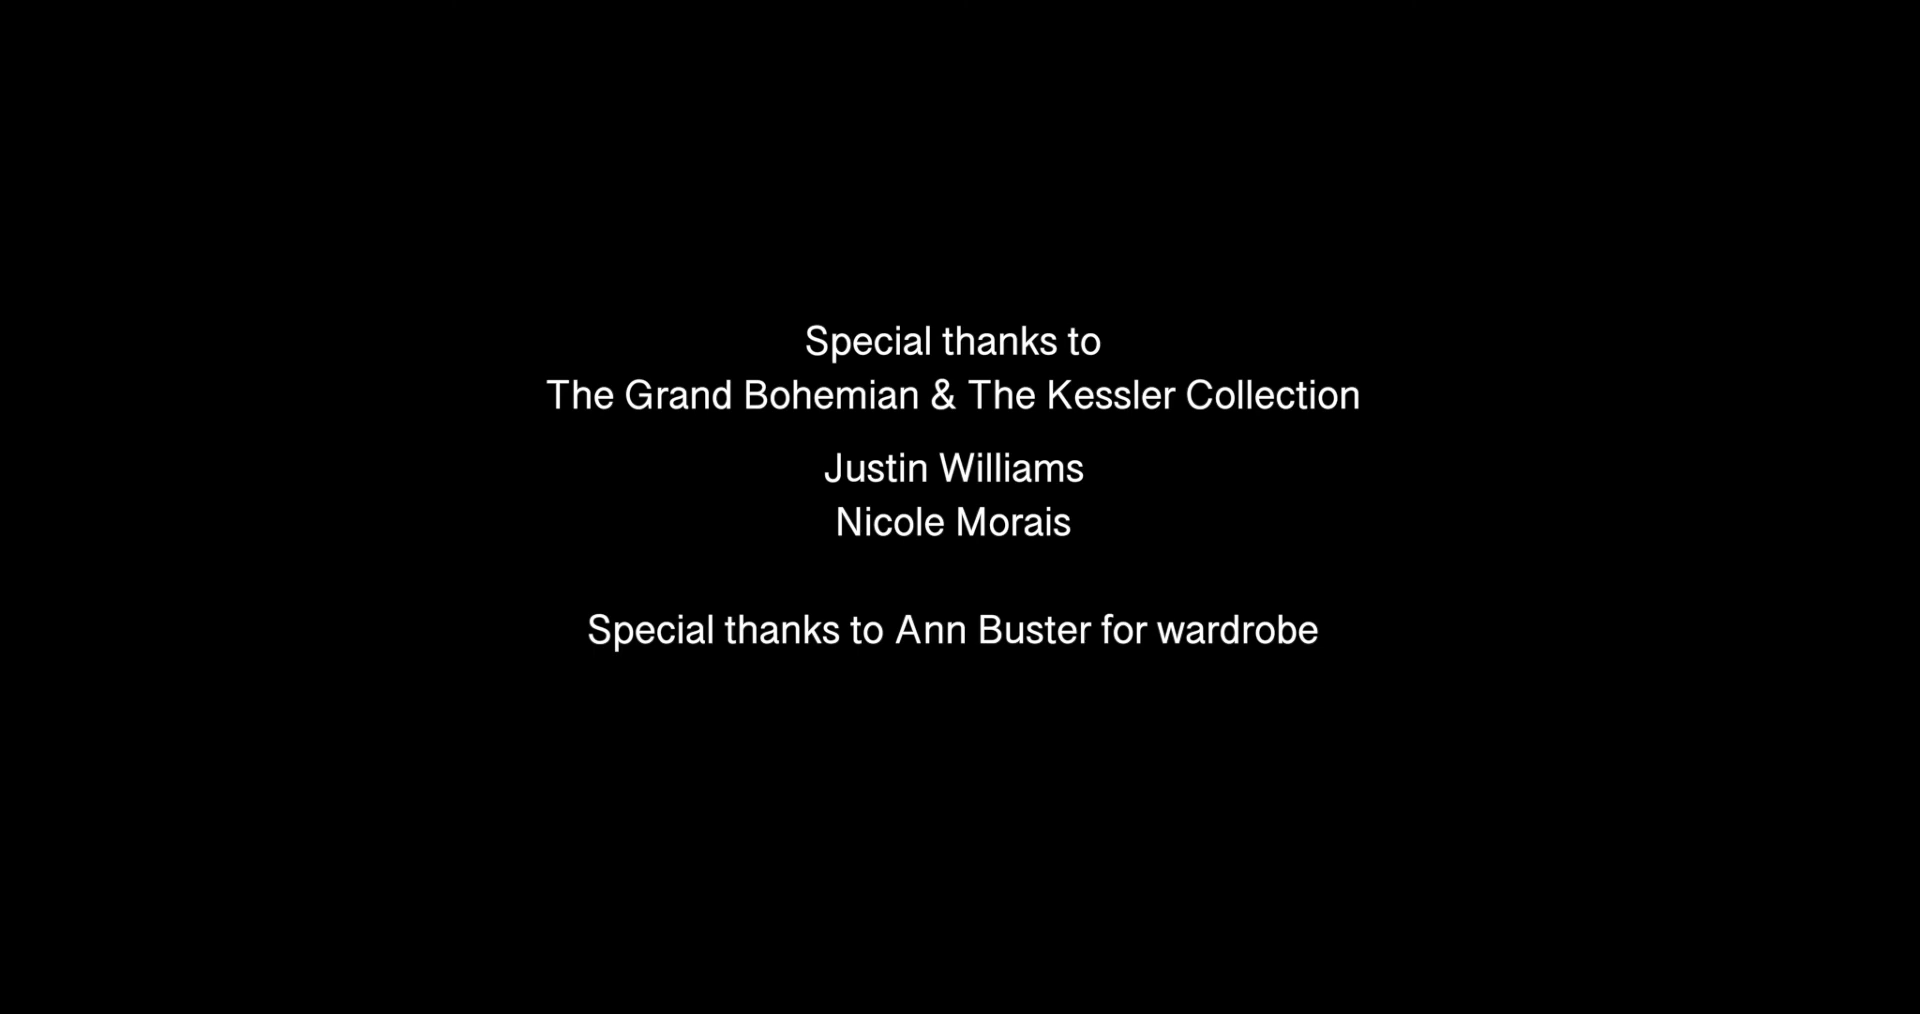 Special thanks to
The Grand Bohemian & The Kessler Collection
Justin Williams
Nicole Morais
Special thanks to Ann Buster for wardrobe